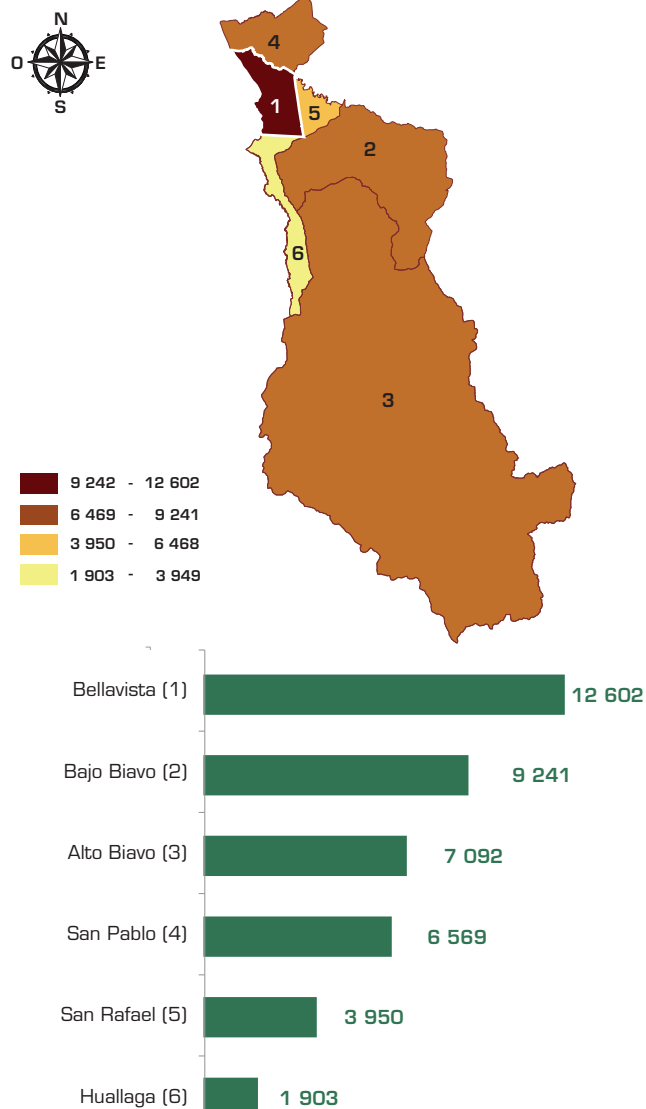 N
O E
S
4
1
5
2
6
3
9 242 - 12 602
6 469 - 9 241
3 950 - 6 468
1 903 - 3 949
Bellavista (1) 12 602
Bajo Biavo (2) 9 241
Alto Biavo (3) 7 092
San Pablo (4) 6 569
San Rafael (5) 3 950
Huallaga (6) 1 903